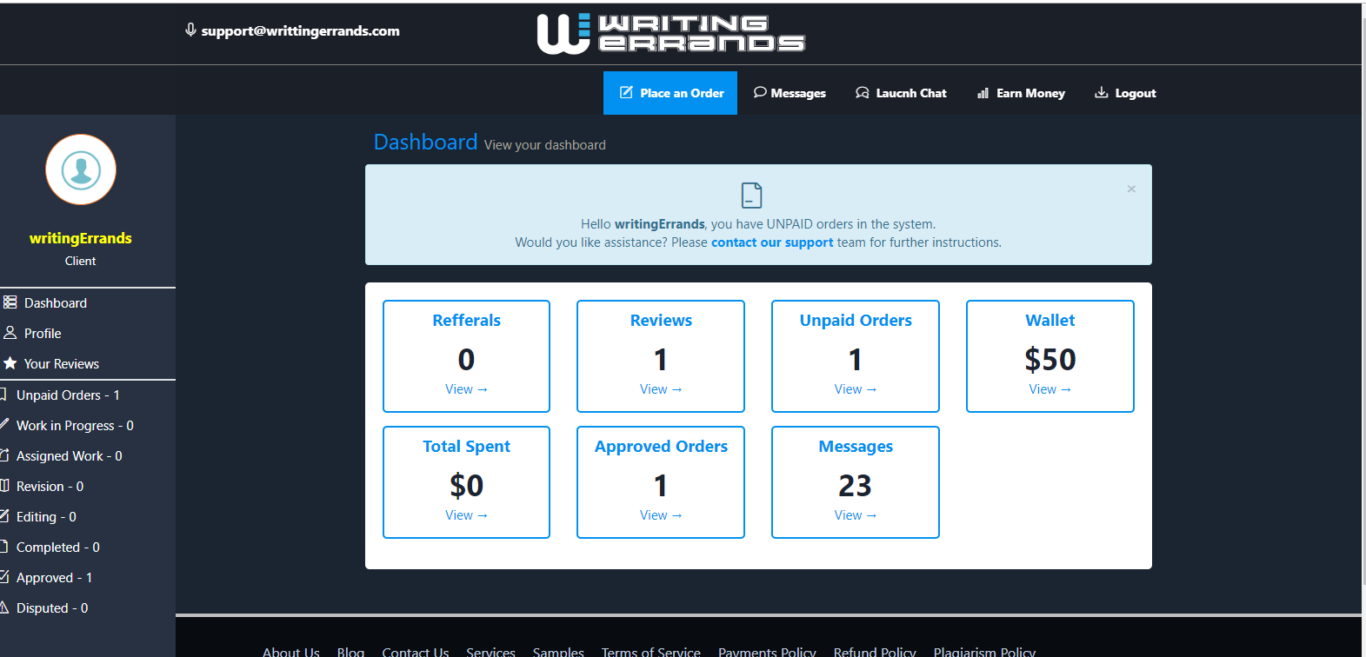 support@writtingerrands.com
WRITING
ERRANDS
Place an Order
Messages
Laucnh Chat
Earn Money
Logout
writingErrands
Client
Dashboard
Profile
Your Reviews
Unpaid Orders - 1
Work in Progress - 0
Assigned Work - 0
Revision - 0
Editing - 0
Completed - 0
Approved - 1
Disputed - 0
Dashboard View your dashboard
×
Hello writingErrands, you have UNPAID orders in the system.
Would you like assistance? Please contact our support team for further instructions.
Refferals
0
View →
Reviews
1
View →
Unpaid Orders
1
View →
Wallet
$50
View →
Total Spent
$0
View →
Approved Orders
1
View →
Messages
23
View →
About Us Blog Contact Us Services Samples Terms of Service Payments Policy Refund Policy Plagiarism Policy